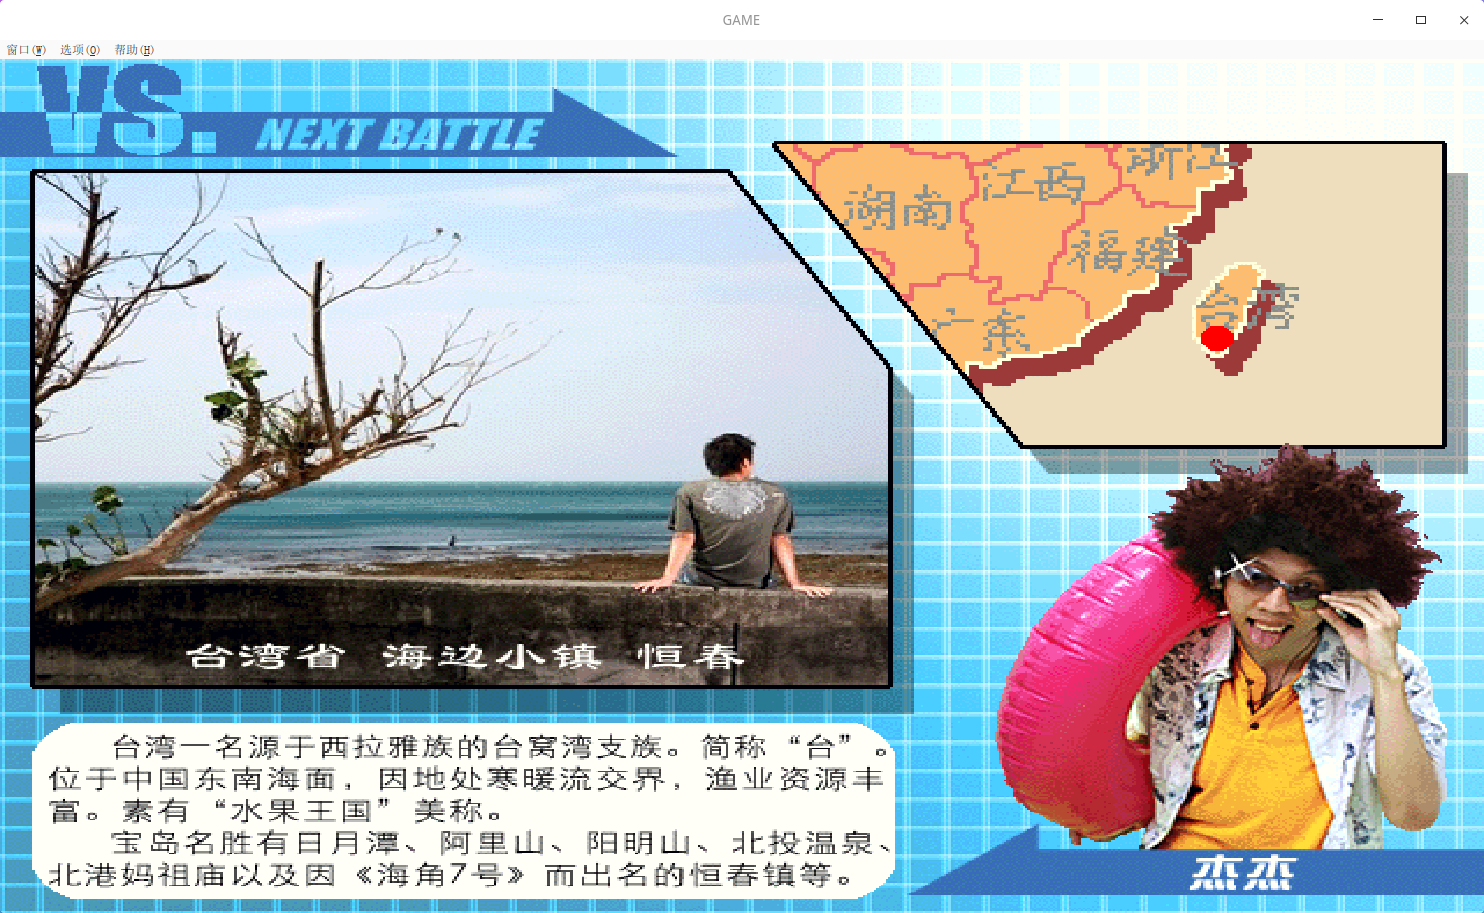 GAME
窗口(W) 选项(O) 帮助(H)
VS. NEXT BATTLE
浙江
江西
湖南
福建
台湾
广东
台湾省 海边小镇 恒春
台湾一名源于西拉雅族的台窝湾支族。简称“台”。
位于中国东南海面，因地处寒暖流交界，渔业资源丰
富。素有“水果王国”美称。
宝岛名胜有日月潭、阿里山、阳明山、北投温泉、
北港妈祖庙以及因《海角7号》而出名的恒春镇等。
杰杰